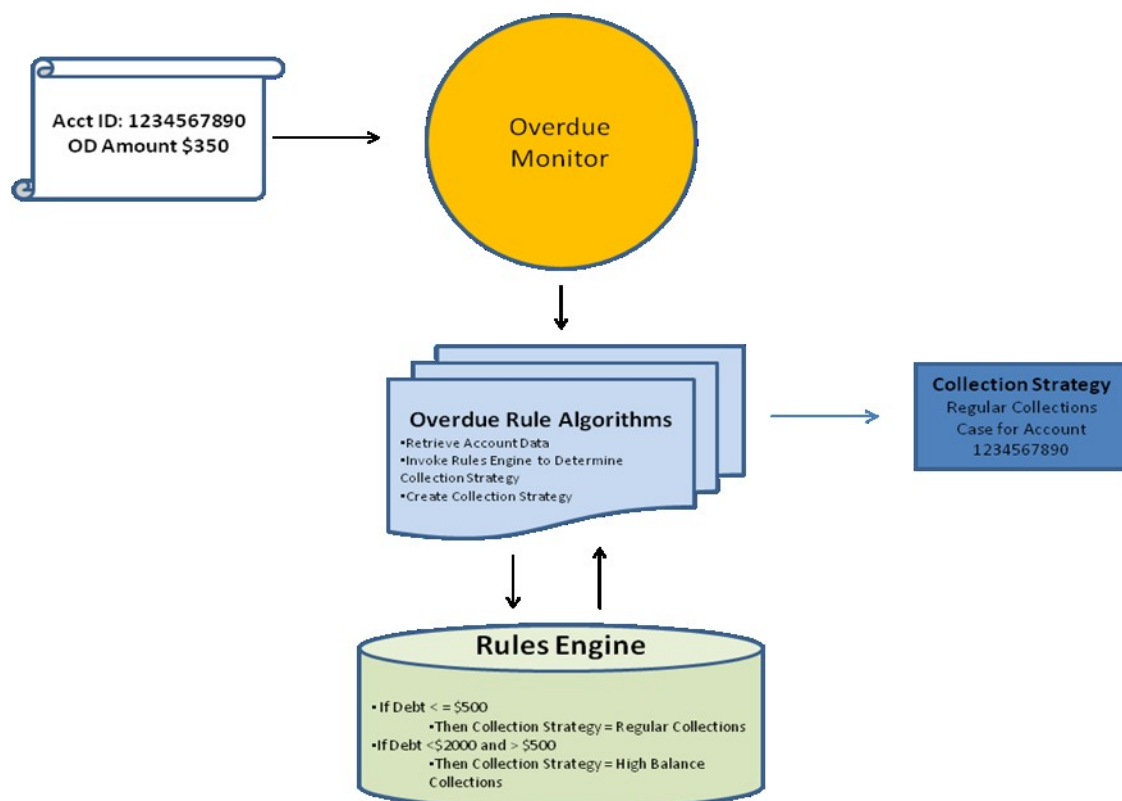 Acct ID: 1234567890
OD Amount $350
Overdue
Monitor
Overdue Rule Algorithms
•Retrieve Account Data
•Invoke Rules Engine to Determine
Collection Strategy
•Create Collection Strategy
Collection Strategy
Regular Collections
Case for Account
1234567890
Rules Engine
• If Debt < = $500
•Then Collection Strategy = Regular Collections
•If Debt <$2000 and > $500
•Then Collection Strategy = High Balance
Collections